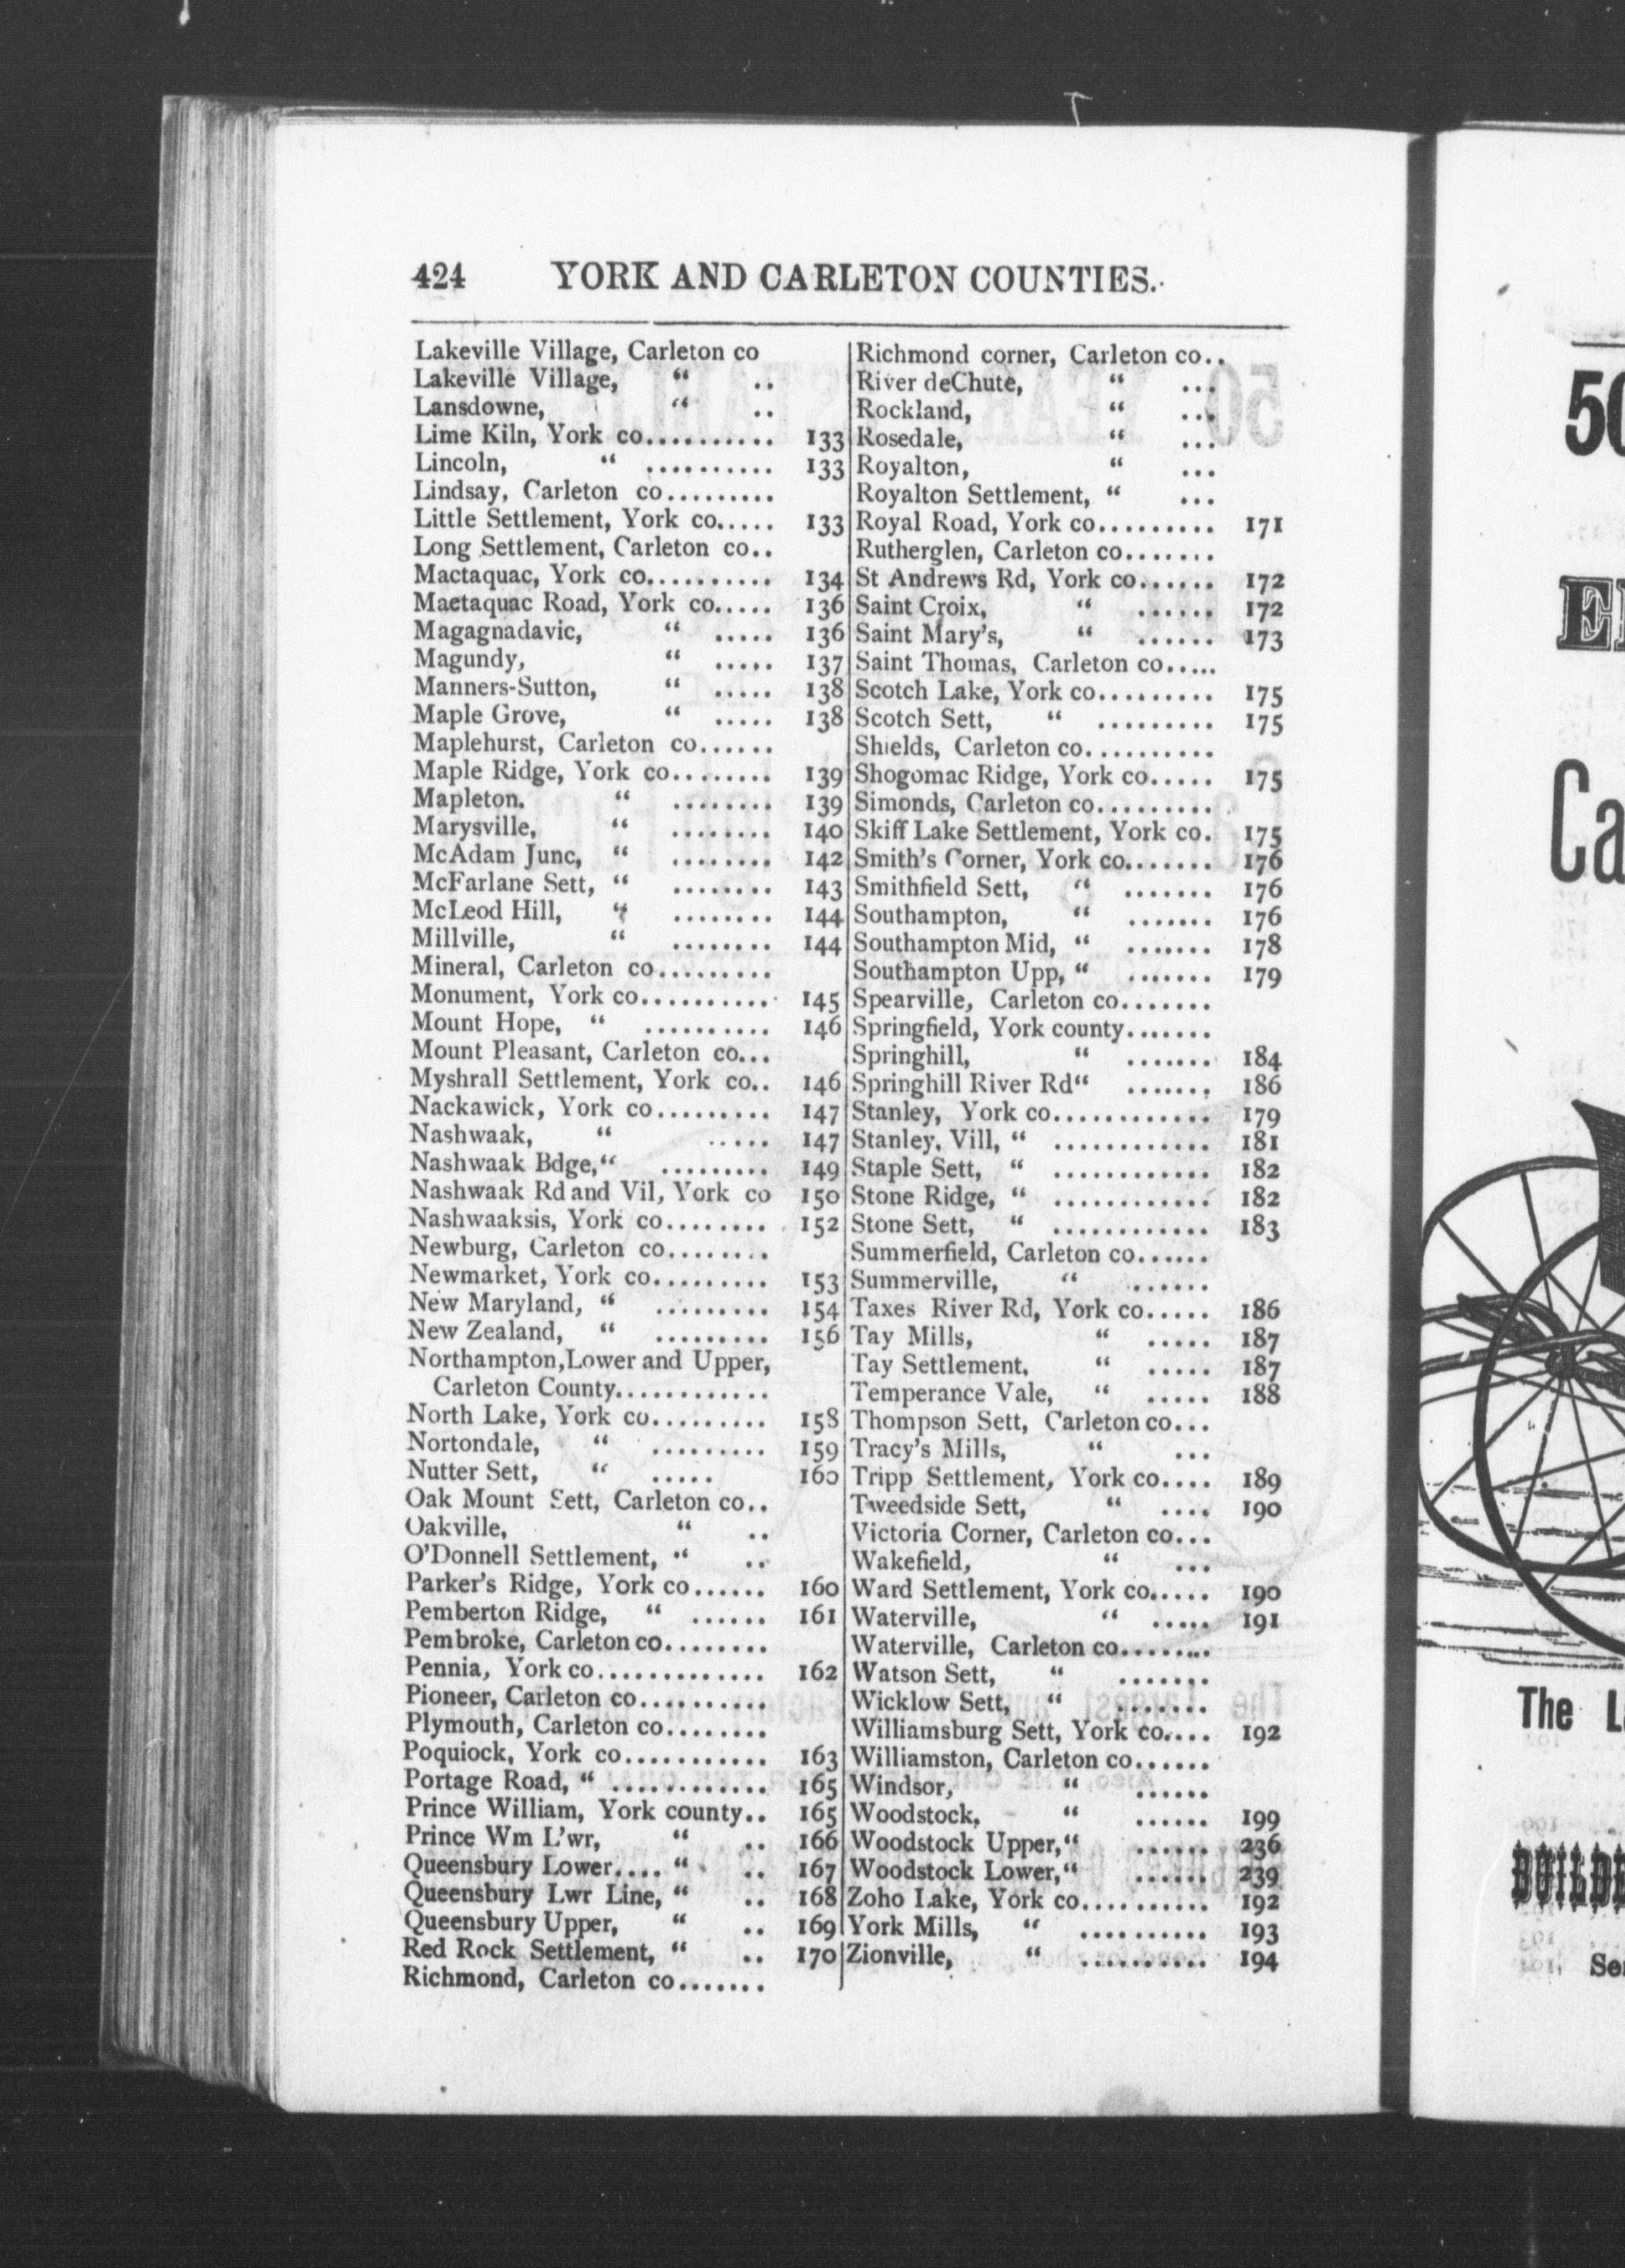 424 YORK AND CARLETON COUNTIES.
Lakeville Village, Carleton co
Lakeville Village, " ..
Lansdowne, " ..
Lime Kiln, York co.......... 133
Lincoln, " .......... 133
Lindsay, Carleton co.........
Little Settlement, York co..... 133
Long Settlement, Carleton co..
Mactaquac, York co.......... 134
Mactaquac Road, York co..... 136
Magagnadavic, " ..... 136
Magundy, " ..... 137
Manners-Sutton, " ..... 138
Maple Grove, " ..... 138
Maplehurst, Carleton co......
Maple Ridge, York co........ 139
Mapleton. " ........ 139
Marysville, " ........ 140
McAdam Junc, " ........ 142
McFarlane Sett, " ........ 143
McLeod Hill, " ........ 144
Millville, " ........ 144
Mineral, Carleton co.........
Monument, York co.......... 145
Mount Hope, " .......... 146
Mount Pleasant, Carleton co...
Myshrall Settlement, York co.. 146
Nackawick, York co......... 147
Nashwaak, " ..... 147
Nashwaak Bdge," ......... 149
Nashwaak Rd and Vil, York co 150
Nashwaaksis, York co........ 152
Newburg, Carleton co........
Newmarket, York co......... 153
New Maryland, " ......... 154
New Zealand, " ......... 156
Northampton, Lower and Upper,
Carleton County............
North Lake, York co......... 158
Nortondale, " ......... 159
Nutter Sett, " ..... 160
Oak Mount Sett, Carleton co..
Oakville, " ..
O'Donnell Settlement, " ..
Parker's Ridge, York co...... 160
Pemberton Ridge, " ...... 161
Pembroke, Carleton co........
Pennia, York co............. 162
Pioneer, Carleton co..........
Plymouth, Carleton co........
Poquiock, York co........... 163
Portage Road, " ............ 165
Prince William, York county.. 165
Prince Wm L'wr, " .. 166
Queensbury Lower.... " .. 167
Queensbury Lwr Line, " .. 168
Queensbury Upper, " .. 169
Red Rock Settlement, " .. 170
Richmond, Carleton co.......
Richmond corner, Carleton co..
River deChute, " ...
Rockland, " ...
Rosedale, " ...
Royalton, " ...
Royalton Settlement, " ...
Royal Road, York co......... 171
Rutherglen, Carleton co.......
St Andrews Rd, York co...... 172
Saint Croix, " ...... 172
Saint Mary's, " ...... 173
Saint Thomas, Carleton co.....
Scotch Lake, York co......... 175
Scotch Sett, " ......... 175
Shields, Carleton co..........
Shogomac Ridge, York co..... 175
Simonds, Carleton co.........
Skiff Lake Settlement, York co. 175
Smith's Corner, York co....... 176
Smithfield Sett, " ....... 176
Southampton, " ....... 176
Southampton Mid, " ....... 178
Southampton Upp, " ....... 179
Spearville, Carleton co.......
Springfield, York county.......
Springhill, " ....... 184
Springhill River Rd" ....... 186
Stanley, York co............ 179
Stanley, Vill, " ............ 181
Staple Sett, " ............ 182
Stone Ridge, " ............ 182
Stone Sett, " ............ 183
Summerfield, Carleton co......
Summerville, " ......
Taxes River Rd, York co..... 186
Tay Mills, " ..... 187
Tay Settlement. " ..... 187
Temperance Vale, " ..... 188
Thompson Sett, Carleton co...
Tracy's Mills, " ...
Tripp Settlement, York co.... 189
Tweedside Sett, " .... 190
Victoria Corner, Carleton co...
Wakefield, " ...
Ward Settlement, York co..... 190
Waterville, " ..... 191
Waterville, Carleton co........
Watson Sett, " .......
Wicklow Sett, " .......
Williamsburg Sett, York co.... 192
Williamston, Carleton co......
Windsor, " ......
Woodstock, " ...... 199
Woodstock Upper," ...... 236
Woodstock Lower," ...... 239
Zoho Lake, York co.......... 192
York Mills, " .......... 193
Zionville, " .......... 194
50
Ca
The